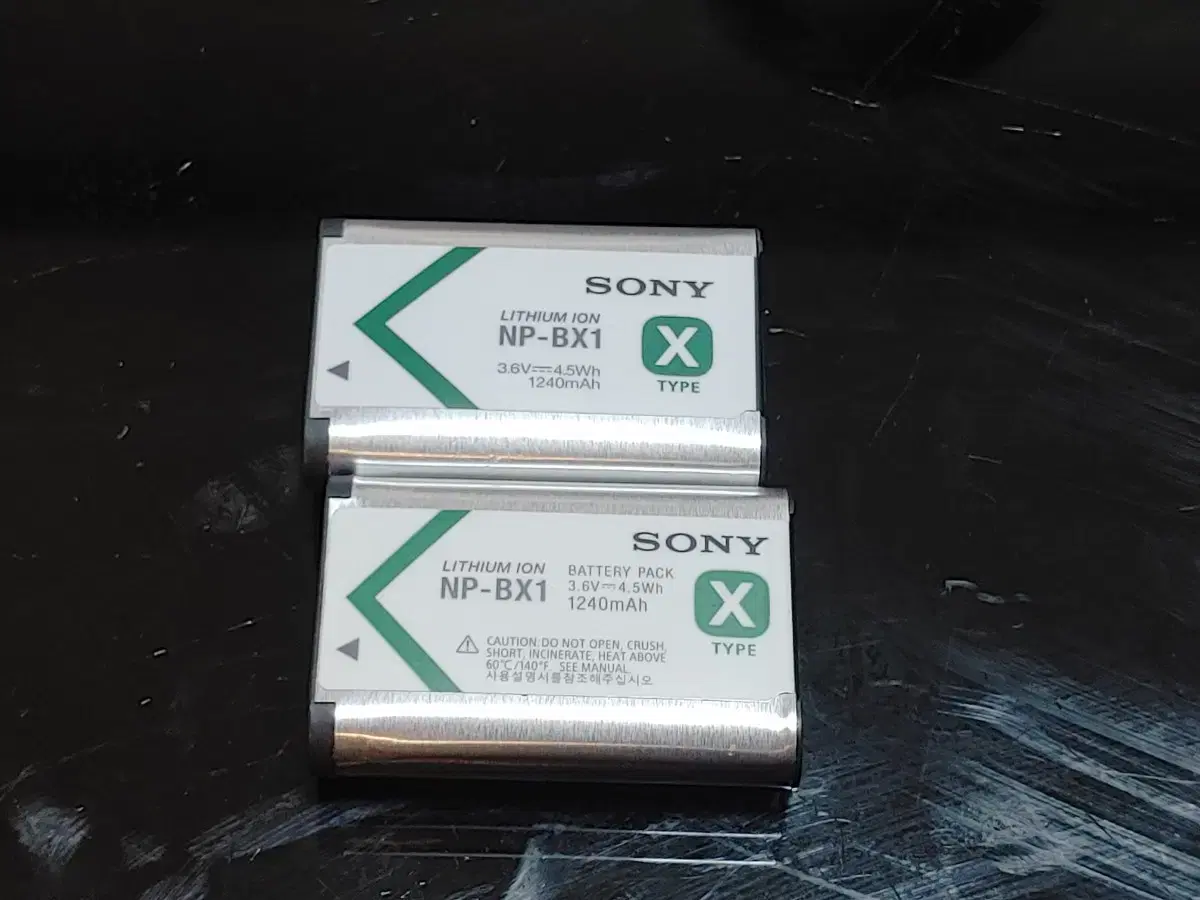 SONY
LITHIUM ION
NP-BX1
X
3.6V⎓4.5Wh
1240mAh
TYPE
SONY
LITHIUM ION
NP-BX1
BATTERY PACK
3.6V⎓4.5Wh
1240mAh
X
TYPE
CAUTION: DO NOT OPEN, CRUSH,
SHORT, INCINERATE, HEAT ABOVE
60℃/140℉. SEE MANUAL.
사용설명서를참조해주십시오